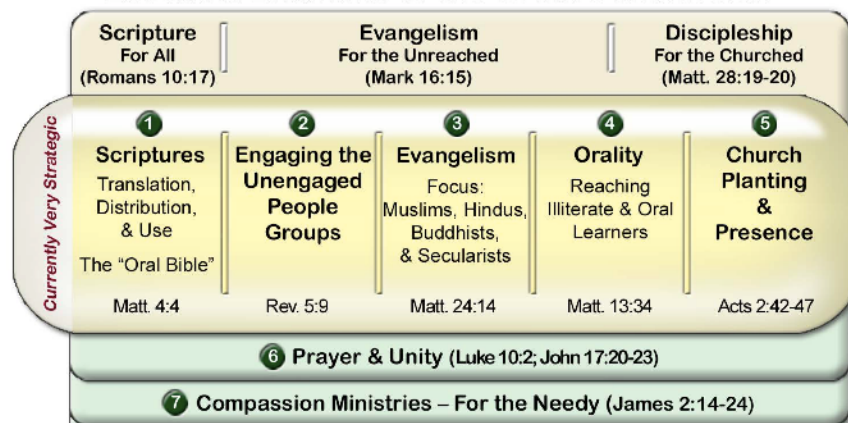 Scripture
For All
(Romans 10:17)
Evangelism
For the Unreached
(Mark 16:15)
Discipleship
For the Churched
(Matt. 28:19-20)
Currently Very Strategic
1
Scriptures
Translation,
Distribution,
& Use
The "Oral Bible"
Matt. 4:4
2
Engaging the
Unengaged
People
Groups
Rev. 5:9
3
Evangelism
Focus:
Muslims, Hindus,
Buddhists,
& Secularists
Matt. 24:14
4
Orality
Reaching
Illiterate & Oral
Learners
Matt. 13:34
5
Church
Planting
&
Presence
Acts 2:42-47
6 Prayer & Unity (Luke 10:2; John 17:20-23)
7 Compassion Ministries – For the Needy (James 2:14-24)